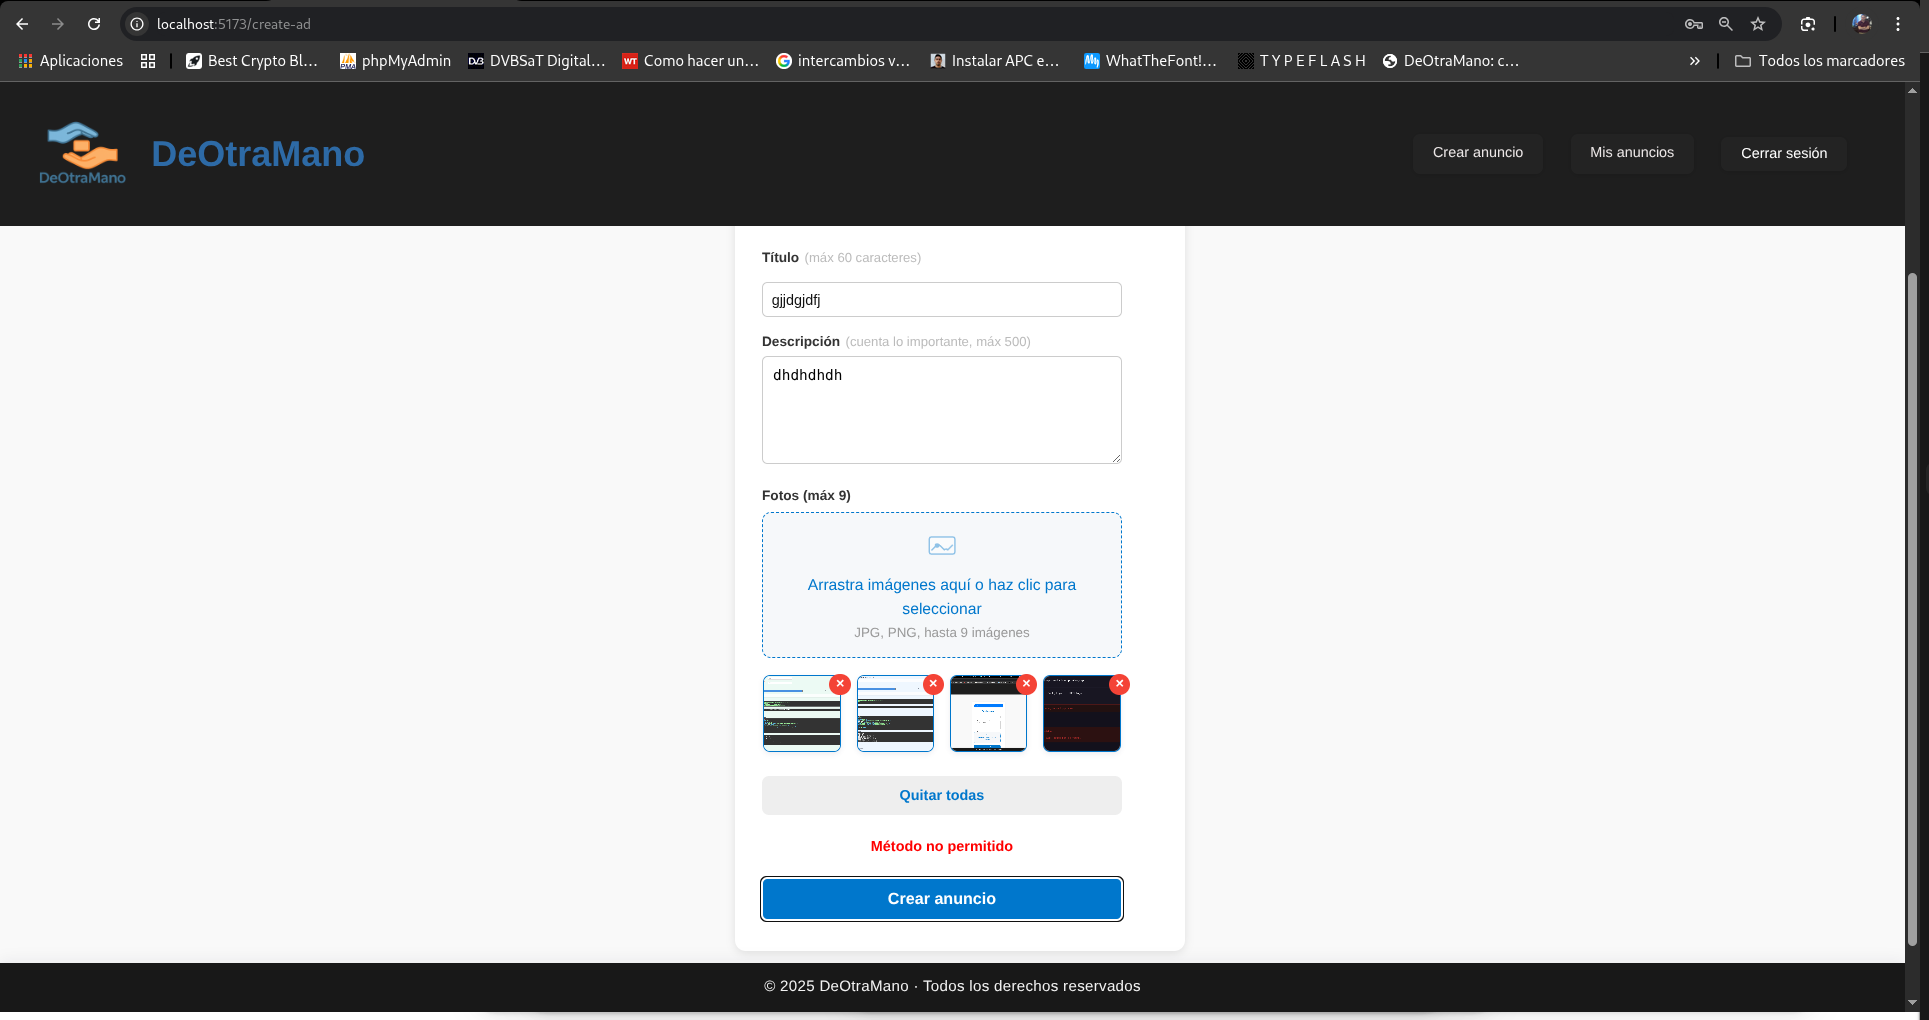 localhost:5173/create-ad
Aplicaciones
Best Crypto Bl...
phpMyAdmin
DVBSaT Digital...
Como hacer un...
intercambios v...
Instalar APC e...
WhatTheFont!...
T Y P E F L A S H
DeOtraMano: c...
»
Todos los marcadores
DeOtraMano
DeOtraMano
Crear anuncio
Mis anuncios
Cerrar sesión
Título (máx 60 caracteres)
gjjdgjdfj
Descripción (cuenta lo importante, máx 500)
dhdhdhdh
Fotos (máx 9)
Arrastra imágenes aquí o haz clic para
seleccionar
JPG, PNG, hasta 9 imágenes
Quitar todas
Método no permitido
Crear anuncio
© 2025 DeOtraMano · Todos los derechos reservados